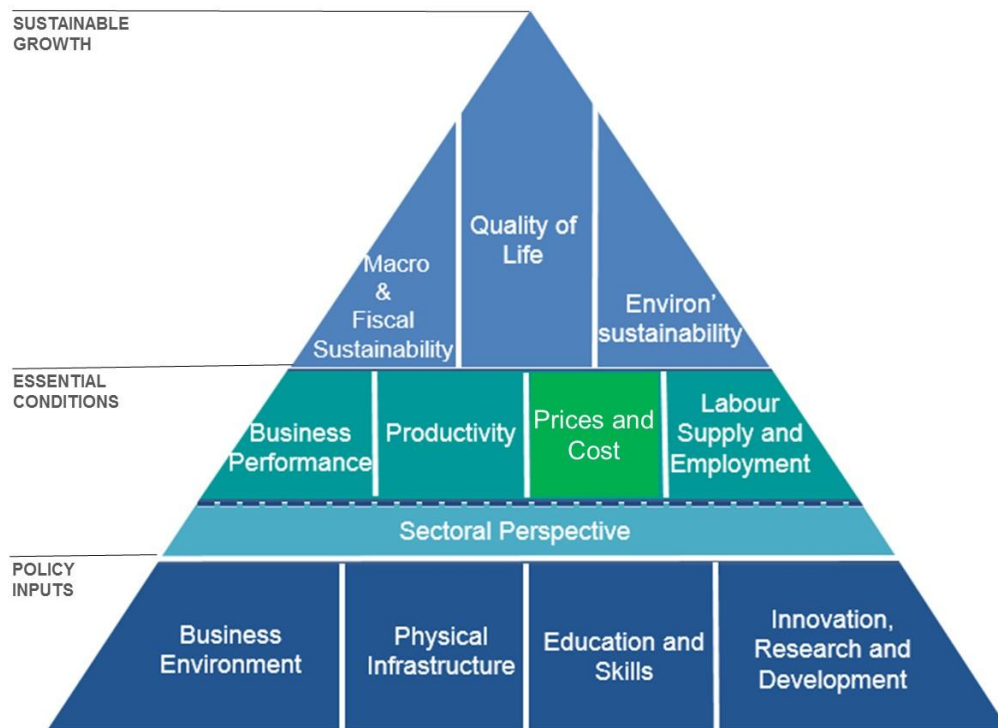 SUSTAINABLE
GROWTH
Quality of
Life
Macro
&
Fiscal
Sustainability
Environ'
sustainability
ESSENTIAL
CONDITIONS
Business
Performance
Productivity
Prices and
Cost
Labour
Supply and
Employment
Sectoral Perspective
POLICY
INPUTS
Business
Environment
Physical
Infrastructure
Education and
Skills
Innovation,
Research and
Development